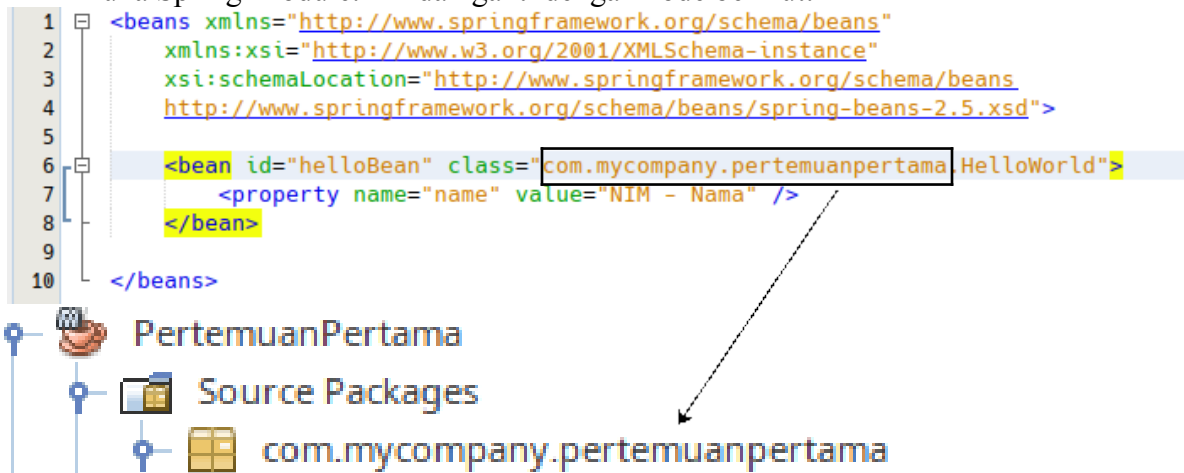 1 <beans xmlns="http://www.springframework.org/schema/beans"
2 xmlns:xsi="http://www.w3.org/2001/XMLSchema-instance"
3 xsi:schemaLocation="http://www.springframework.org/schema/beans
4 http://www.springframework.org/schema/beans/spring-beans-2.5.xsd">
5
6 <bean id="helloBean" class="com.mycompany.pertemuanpertama.HelloWorld">
7 <property name="name" value="NIM - Nama" />
8 </bean>
9
10 </beans>
PertemuanPertama
Source Packages
com.mycompany.pertemuanpertama